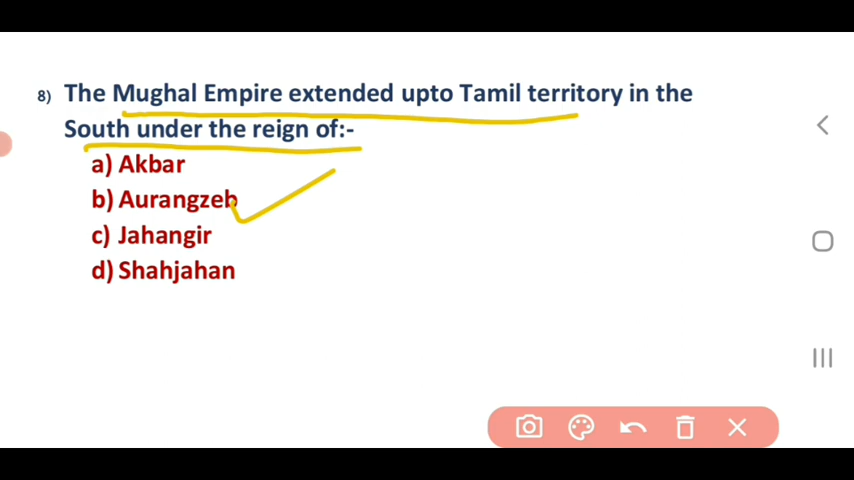 8) The Mughal Empire extended upto Tamil territory in the
South under the reign of:-
a) Akbar
b) Aurangzeb
c) Jahangir
d) Shahjahan